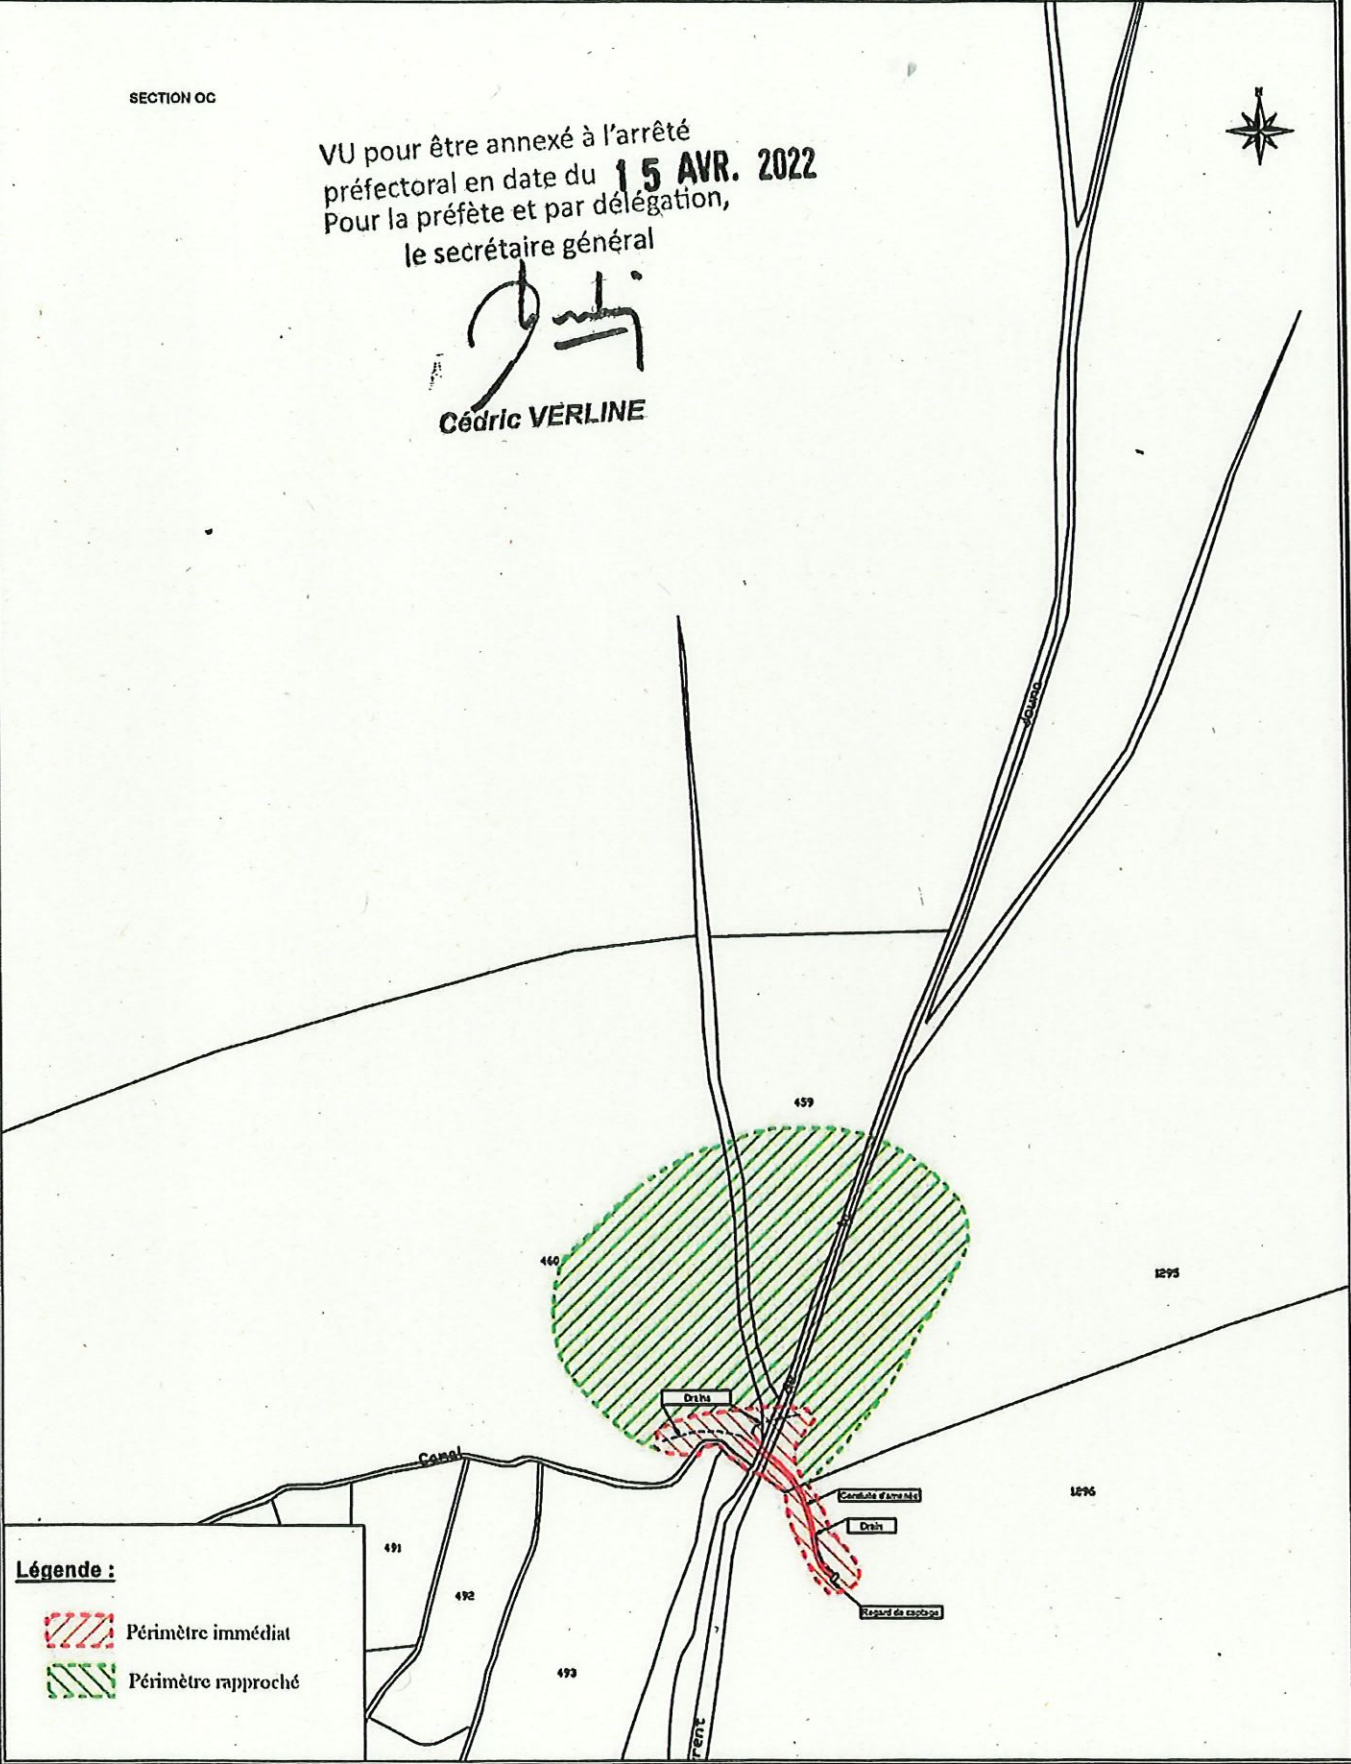 SECTION OC
N
VU pour être annexé à l'arrêté
préfectoral en date du 15 AVR. 2022
Pour la préfète et par délégation,
le secrétaire général
Cédric VERLINE
459
460
1295
Drains
Canal
Conduite d'amenée
1296
Drain
491
492
Regard de captage
493
rent
Légende :
Périmètre immédiat
Périmètre rapproché